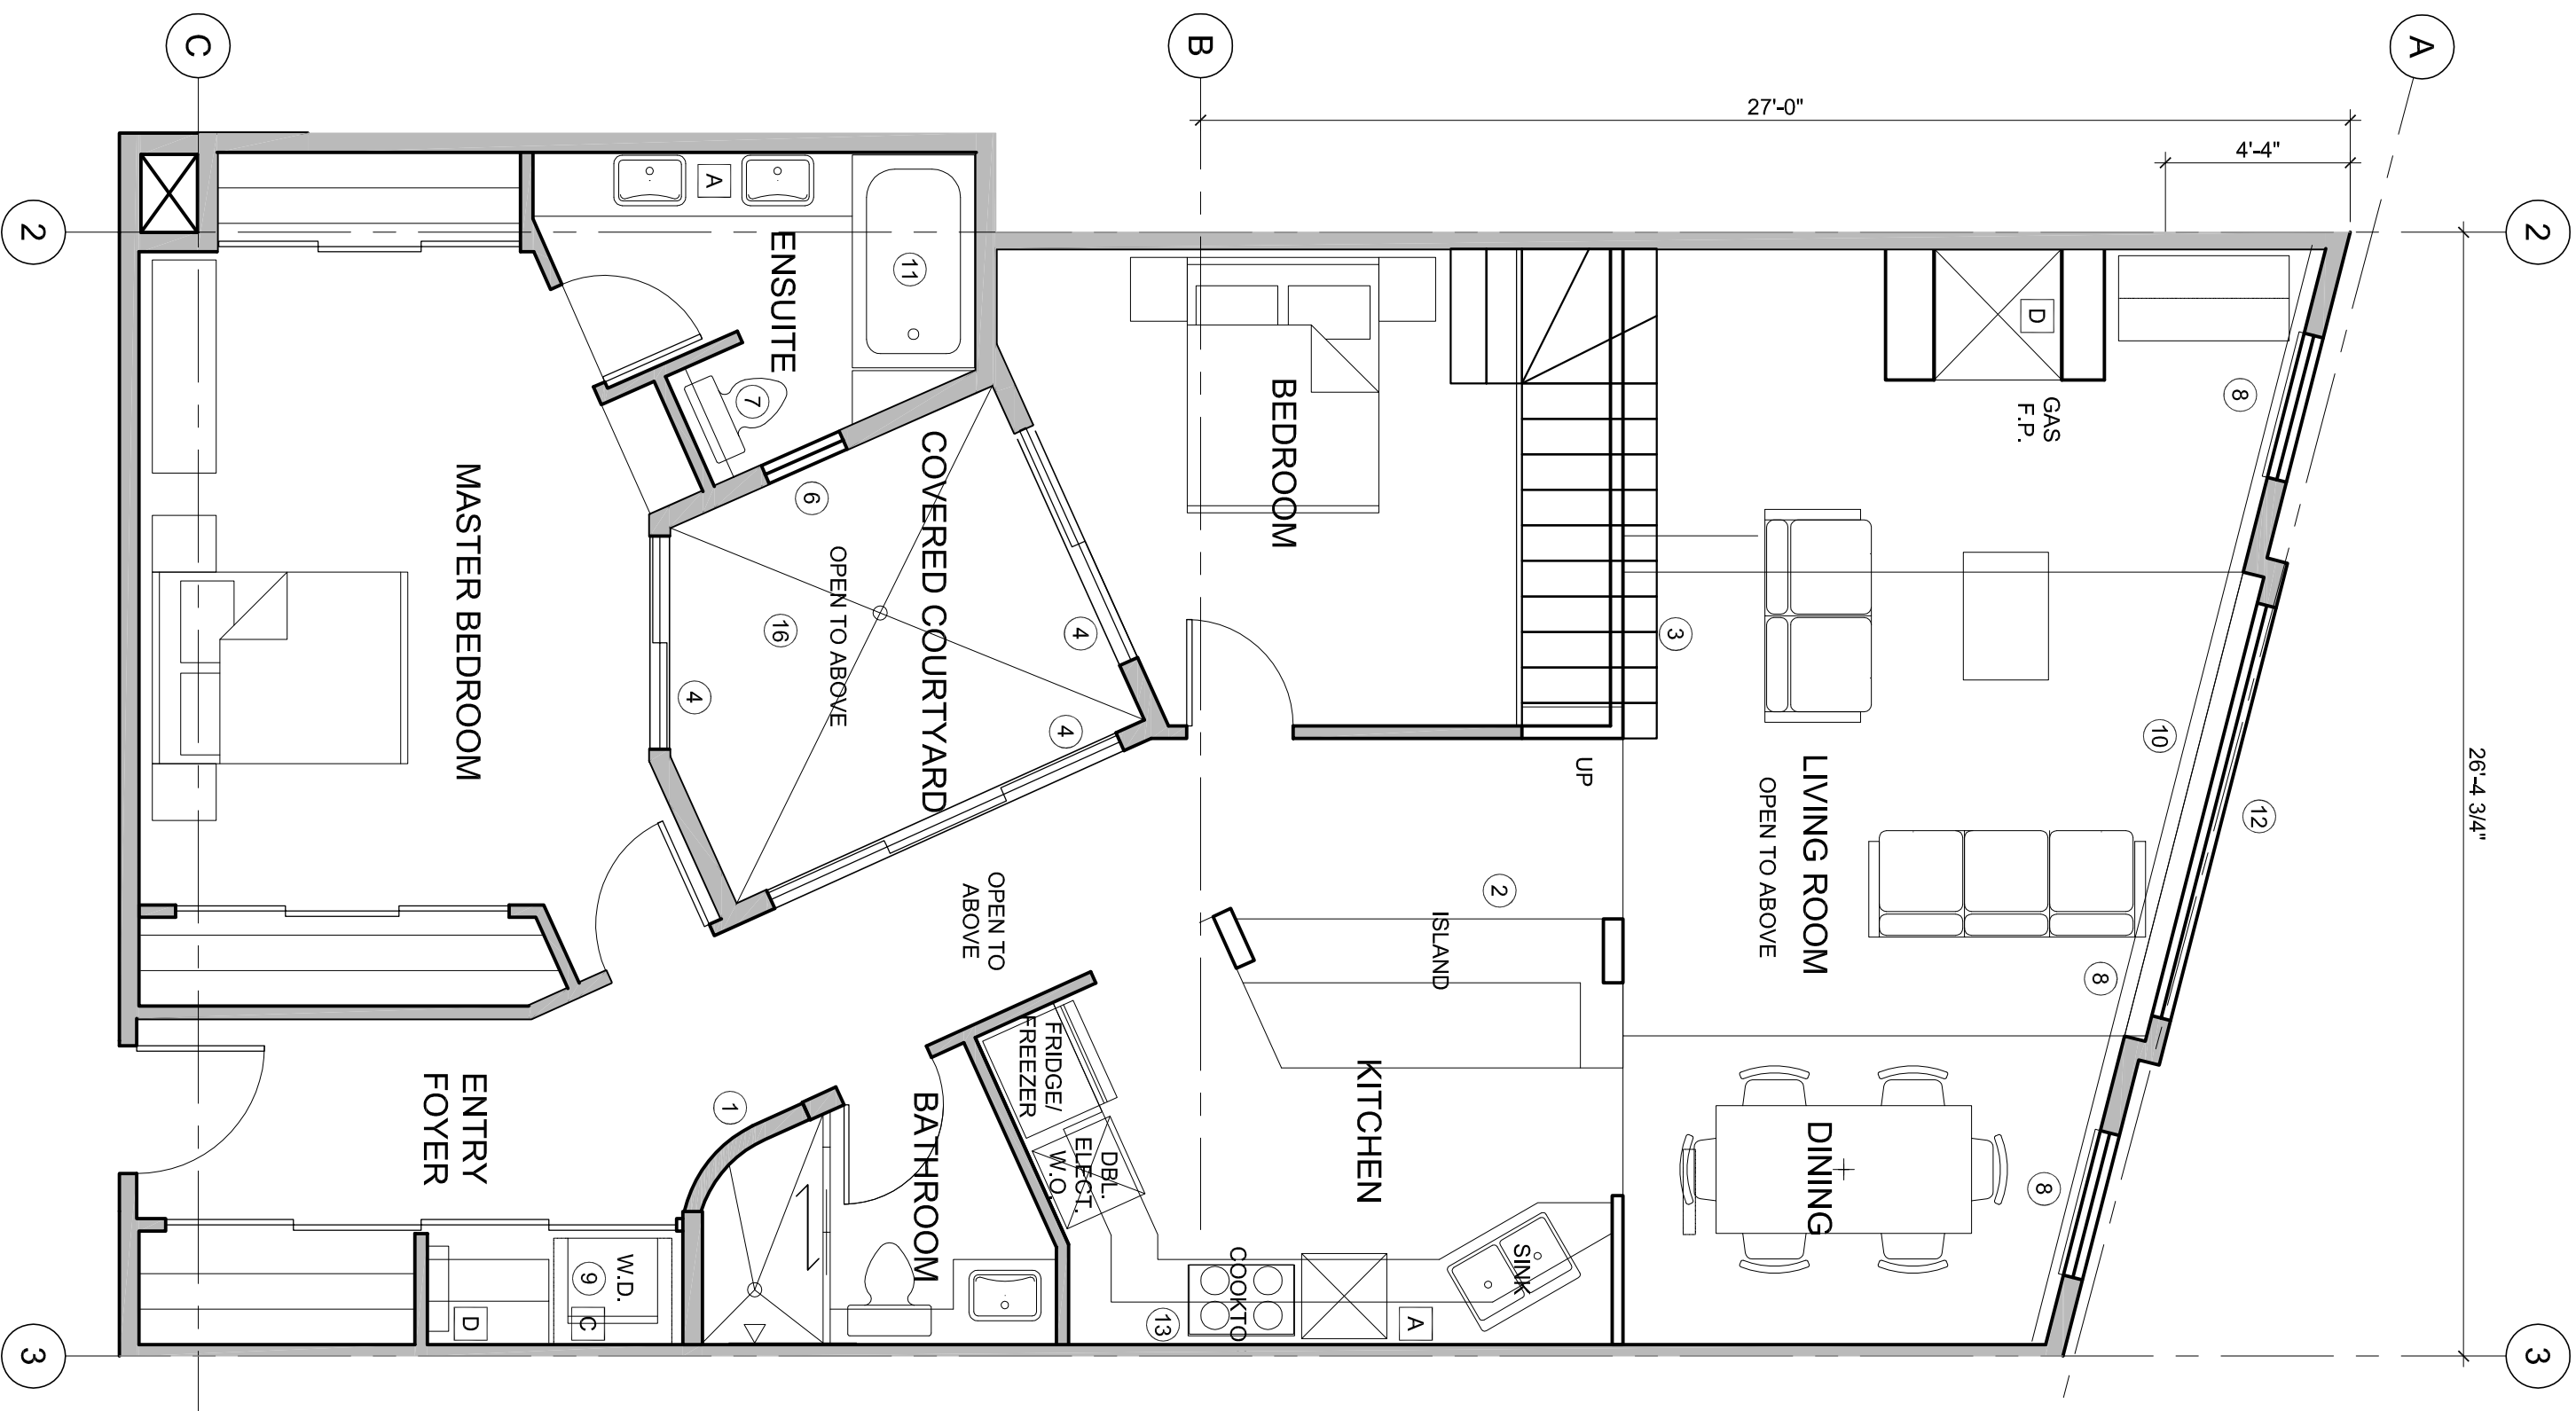 C
B
A
27'-0"
4'-4"
2
2
26'-4 3/4"
A
ENSUITE
11
7
6
MASTER BEDROOM
COVERED COURTYARD
OPEN TO ABOVE
16
4
4
4
BEDROOM
3
UP
D
GAS
F.P.
8
10
12
LIVING ROOM
OPEN TO ABOVE
8
2
ISLAND
OPEN TO
ABOVE
KITCHEN
FRIDGE/
FREEZER
DBL.
ELECT.
W.O.
DINING
8
SINK
COOKTO
13
A
BATHROOM
1
ENTRY
FOYER
W.D.
9
C
D
3
3